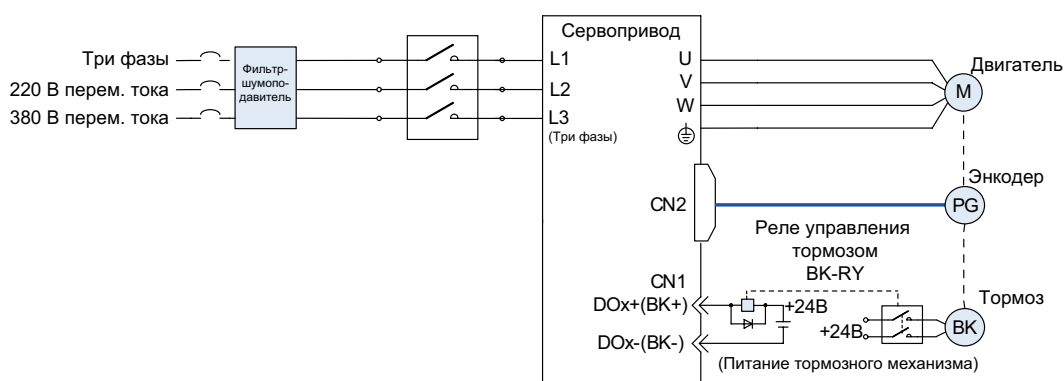 Сервопривод
Три фазы
220 В перем. тока
380 В перем. тока
Фильтр-
шумопо-
давитель
L1
L2
L3
(Три фазы)
U
V
W
Двигатель
M
CN2
Энкодер
PG
Реле управления
тормозом
BK-RY
CN1
DOx+(BK+)
+24В
DOx-(BK-)
+24В
Тормоз
BK
(Питание тормозного механизма)